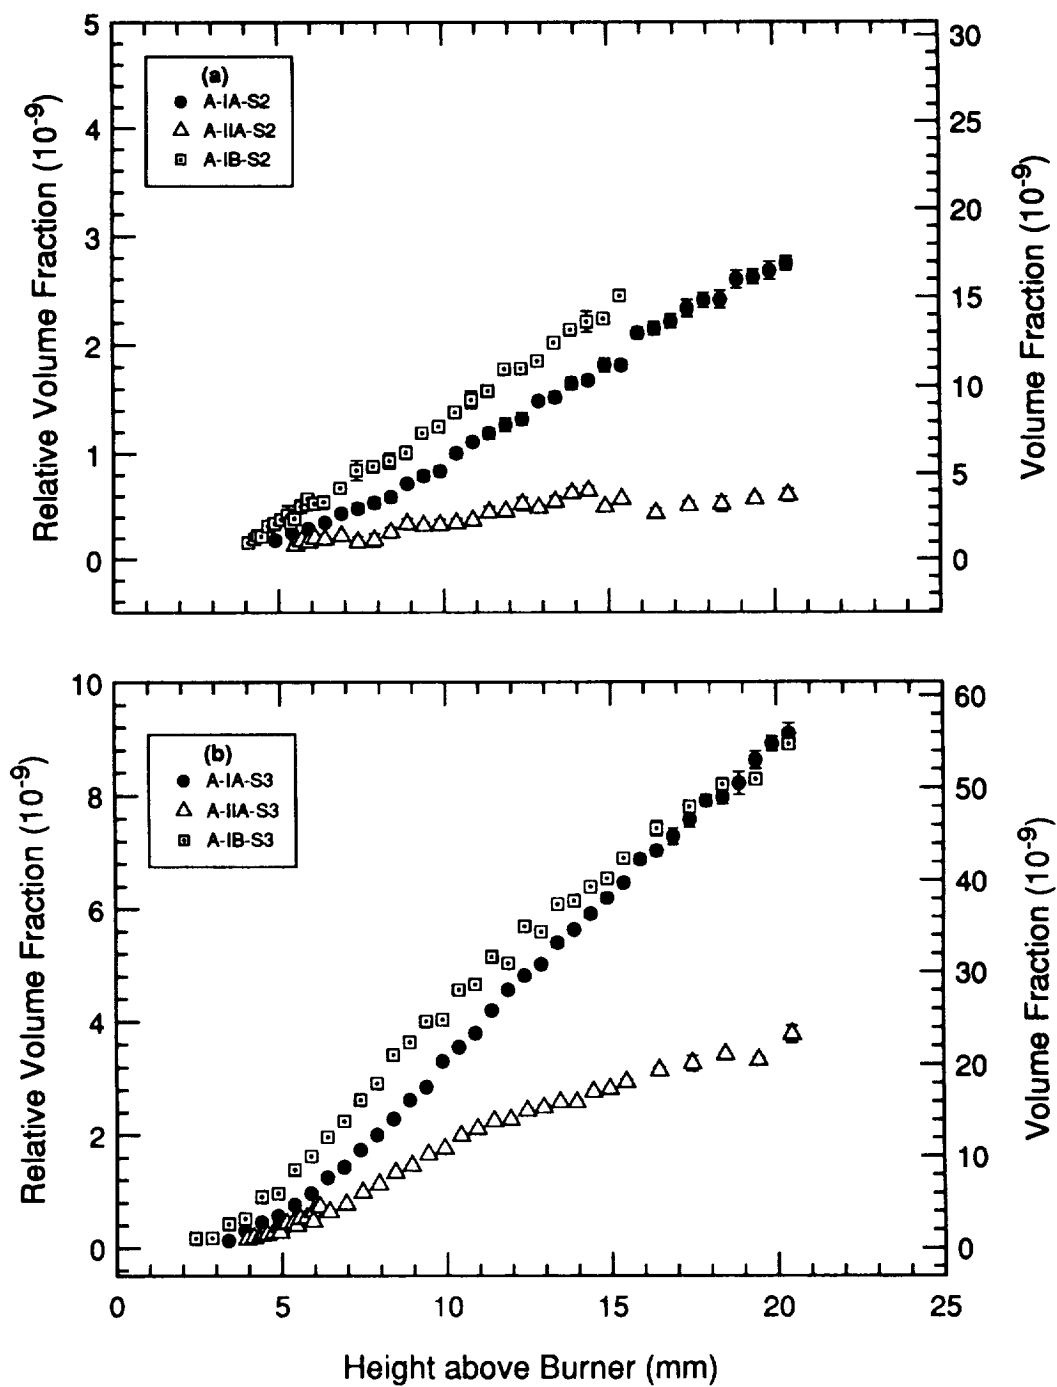 5
4
3
2
1
0
Relative Volume Fraction (10-9)
(a)
A-IA-S2
A-IIA-S2
A-IB-S2
30
25
20
15
10
5
0
Volume Fraction (10-9)
10
8
6
4
2
0
Relative Volume Fraction (10-9)
(b)
A-IA-S3
A-IIA-S3
A-IB-S3
60
50
40
30
20
10
0
Volume Fraction (10-9)
0 5 10 15 20 25
Height above Burner (mm)